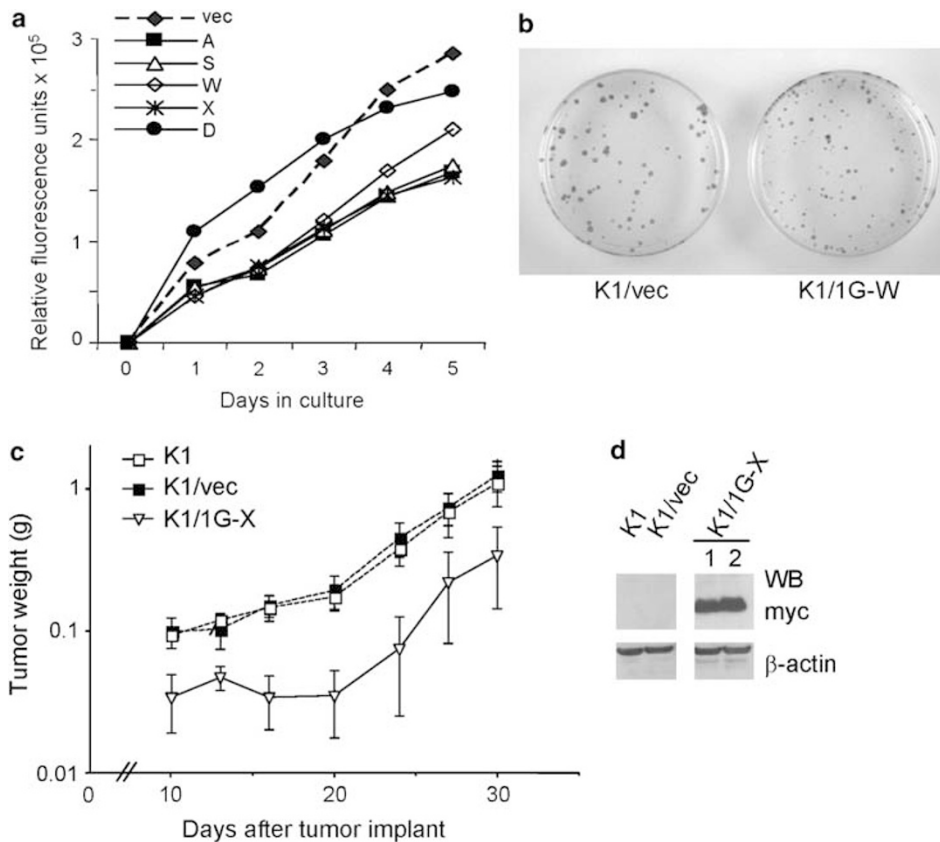 a
vec
A
S
W
X
D
Relative fluorescence units x 10⁵
3
2
1
0
0 1 2 3 4 5
Days in culture
b
K1/vec
K1/1G-W
c
K1
K1/vec
K1/1G-X
Tumor weight (g)
1
0.1
0.01
0 10 20 30
Days after tumor implant
d
K1
K1/vec
K1/1G-X
1 2
WB
myc
β-actin